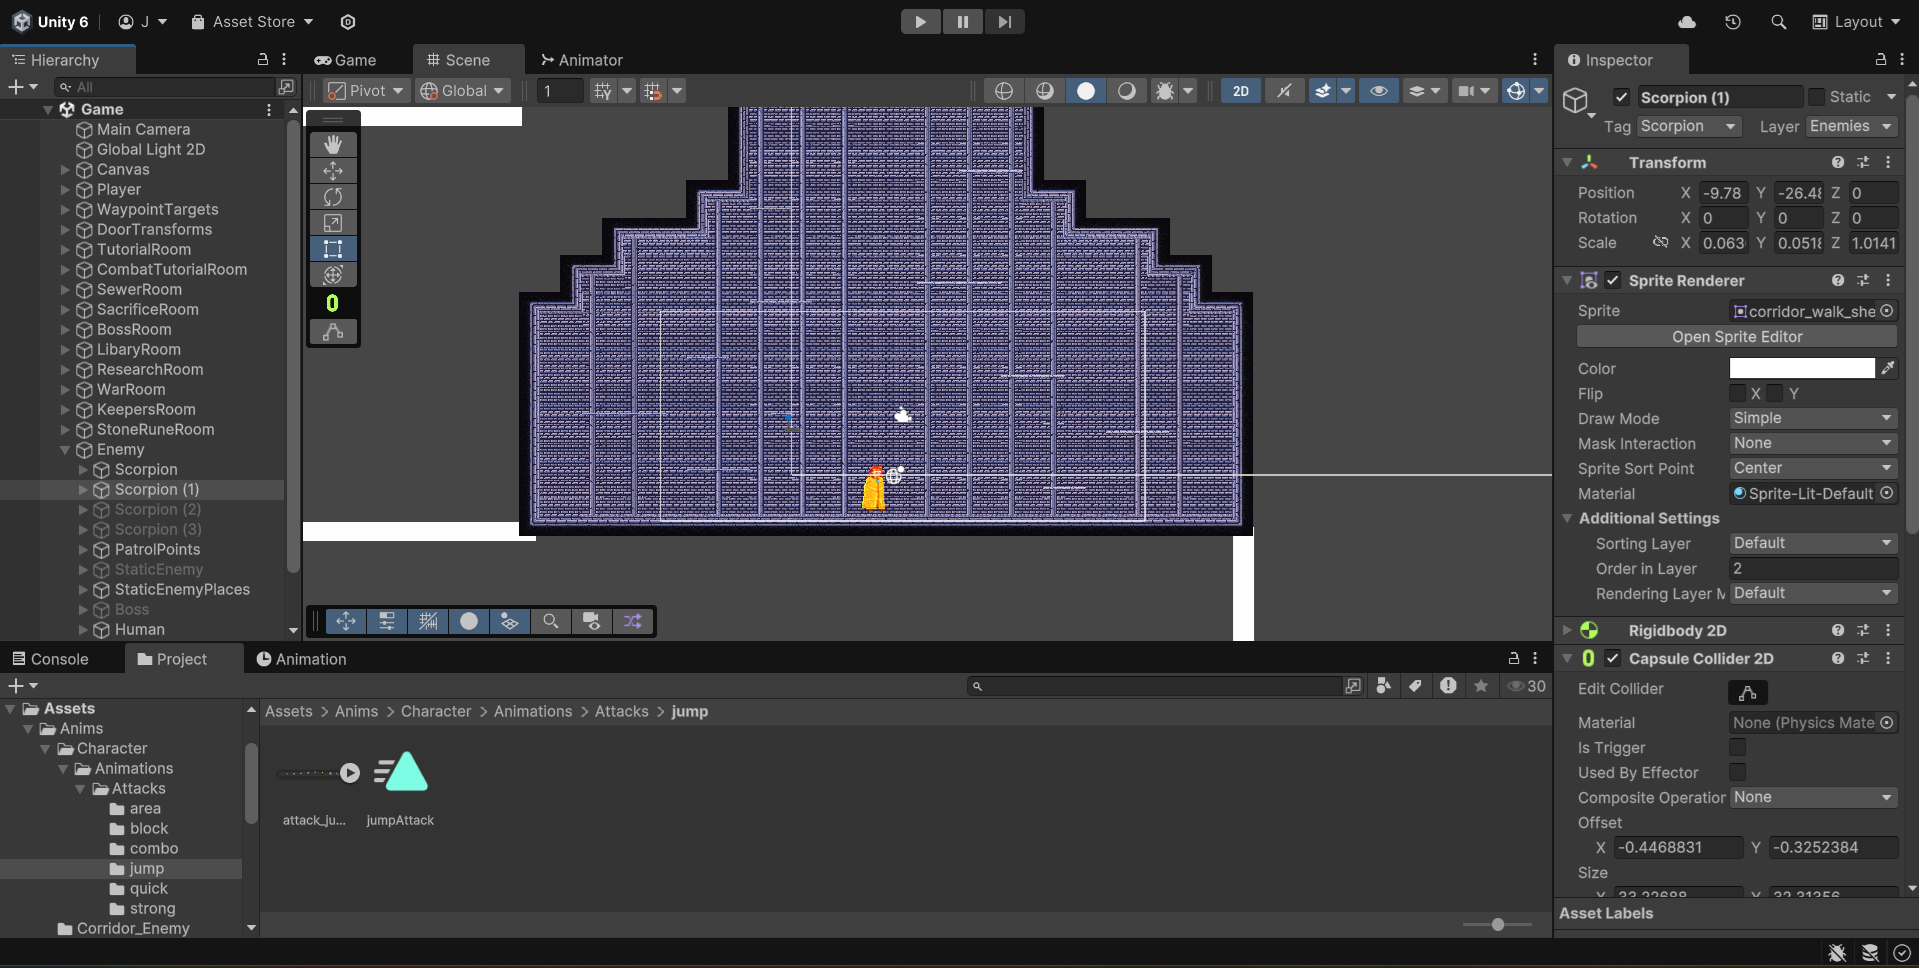 Unity 6
J
Asset Store
Layout
Hierarchy
Game
Scene
Animator
Inspector
All
Pivot
Global
1
2D
Scorpion (1)
Static
Tag
Scorpion
Layer
Enemies
Game
Main Camera
Global Light 2D
Canvas
Player
WaypointTargets
DoorTransforms
TutorialRoom
CombatTutorialRoom
SewerRoom
SacrificeRoom
BossRoom
LibaryRoom
ResearchRoom
WarRoom
KeepersRoom
StoneRuneRoom
Enemy
Scorpion
Scorpion (1)
Scorpion (2)
Scorpion (3)
PatrolPoints
StaticEnemy
StaticEnemyPlaces
Boss
Human
Transform
Position X -9.78 Y -26.48 Z 0
Rotation X 0 Y 0 Z 0
Scale X 0.063 Y 0.0518 Z 1.0141
Sprite Renderer
Sprite corridor_walk_she
Open Sprite Editor
Color
Flip X Y
Draw Mode Simple
Mask Interaction None
Sprite Sort Point Center
Material Sprite-Lit-Default
Additional Settings
Sorting Layer Default
Order in Layer 2
Rendering Layer M Default
Rigidbody 2D
Capsule Collider 2D
Edit Collider
Material None (Physics Mate
Is Trigger
Used By Effector
Composite Operation None
Offset
X -0.4468831 Y -0.3252384
Size
X 33.22688 Y 32.31356
Asset Labels
Console
Project
Animation
30
Assets
Anims
Character
Animations
Attacks
area
block
combo
jump
quick
strong
Corridor_Enemy
Assets > Anims > Character > Animations > Attacks > jump
attack_ju...
jumpAttack